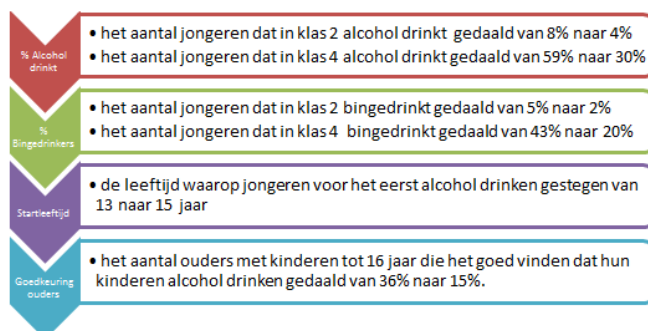 % Alcohol
drinkt
• het aantal jongeren dat in klas 2 alcohol drinkt gedaald van 8% naar 4%
• het aantal jongeren dat in klas 4 alcohol drinkt gedaald van 59% naar 30%
%
Bingedrinkers
• het aantal jongeren dat in klas 2 bingedrinkt gedaald van 5% naar 2%
• het aantal jongeren dat in klas 4 bingedrinkt gedaald van 43% naar 20%
Startleeftijd
• de leeftijd waarop jongeren voor het eerst alcohol drinken gestegen van
13 naar 15 jaar
Goedkeuring
ouders
• het aantal ouders met kinderen tot 16 jaar die het goed vinden dat hun
kinderen alcohol drinken gedaald van 36% naar 15%.